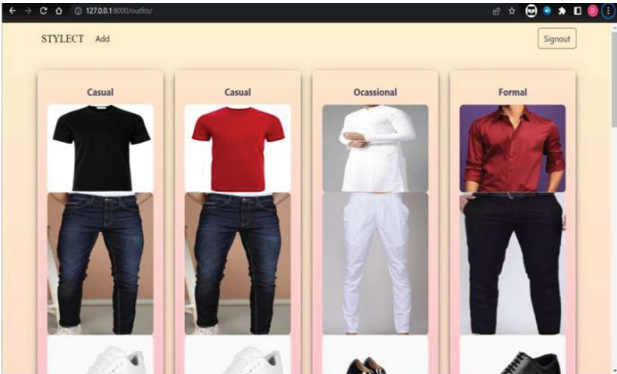 127.0.0.1:8000/outfits/
STYLECT Add Signout
Casual Casual Ocassional Formal